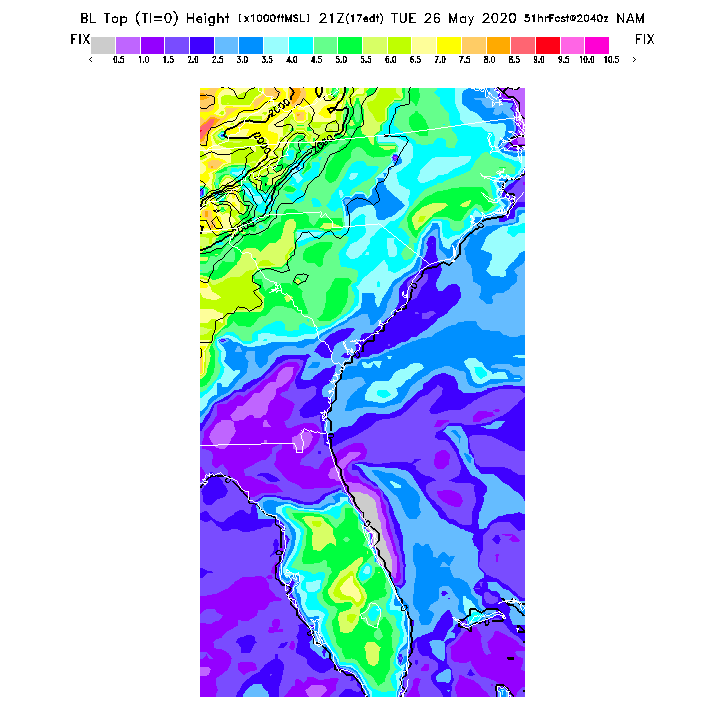 BL Top (TI=0) Height [x1000ftMSL] 21Z(17edt) TUE 26 May 2020 51hrFcst@2040z NAM
FIX FIX
< 0.5 1.0 1.5 2.0 2.5 3.0 3.5 4.0 4.5 5.0 5.5 6.0 6.5 7.0 7.5 8.0 8.5 9.0 9.5 10.0 10.5 >
2000
2000